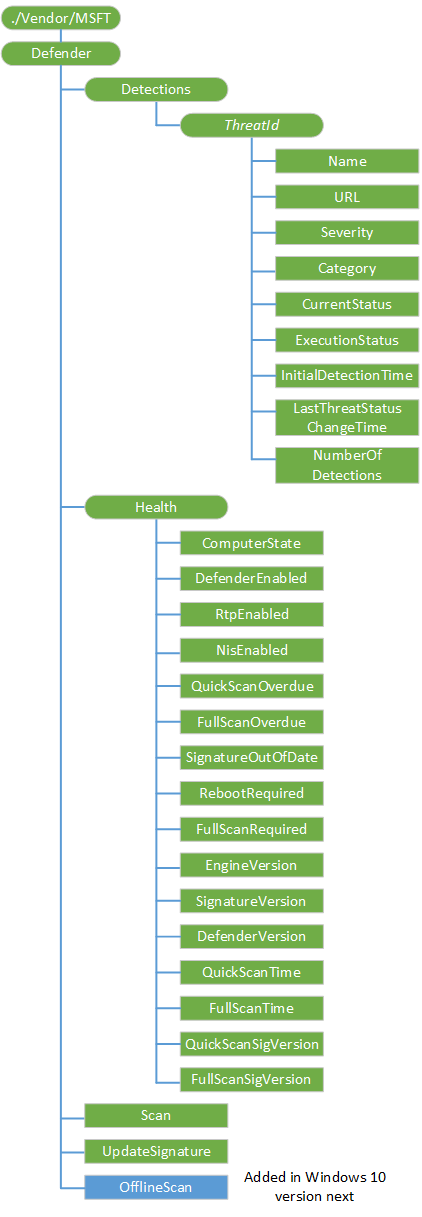 ./Vendor/MSFT
Defender
Detections
ThreatId
Name
URL
Severity
Category
CurrentStatus
ExecutionStatus
InitialDetectionTime
LastThreatStatus
ChangeTime
NumberOf
Detections
Health
ComputerState
DefenderEnabled
RtpEnabled
NisEnabled
QuickScanOverdue
FullScanOverdue
SignatureOutOfDate
RebootRequired
FullScanRequired
EngineVersion
SignatureVersion
DefenderVersion
QuickScanTime
FullScanTime
QuickScanSigVersion
FullScanSigVersion
Scan
UpdateSignature
OfflineScan
Added in Windows 10
version next